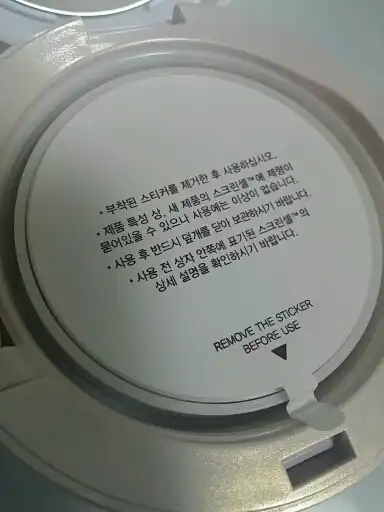 • 부착된 스티커를 제거한 후 사용하십시오.
• 제품 특성 상, 새 제품의 스크린셀™에 제형이
묻어있을 수 있으나 사용에는 이상이 없습니다.
• 사용 후 반드시 덮개를 닫아 보관하시기 바랍니다.
• 사용 전 상자 안쪽에 표기된 스크린셀™의
상세 설명을 확인하시기 바랍니다.
REMOVE THE STICKER
BEFORE USE